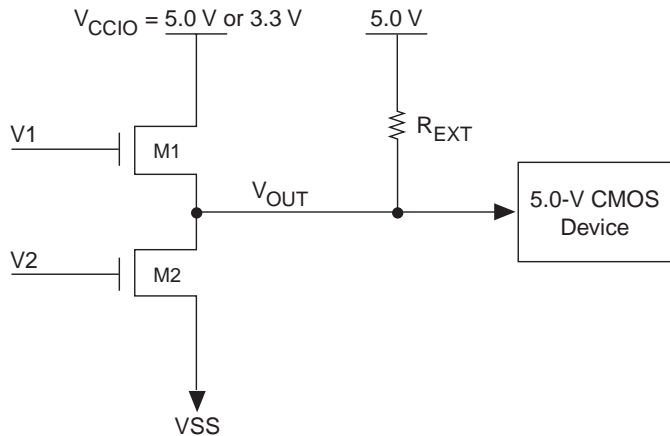 VCCIO = 5.0 V or 3.3 V
5.0 V
V1
M1
REXT
VOUT
5.0-V CMOS
Device
V2
M2
VSS